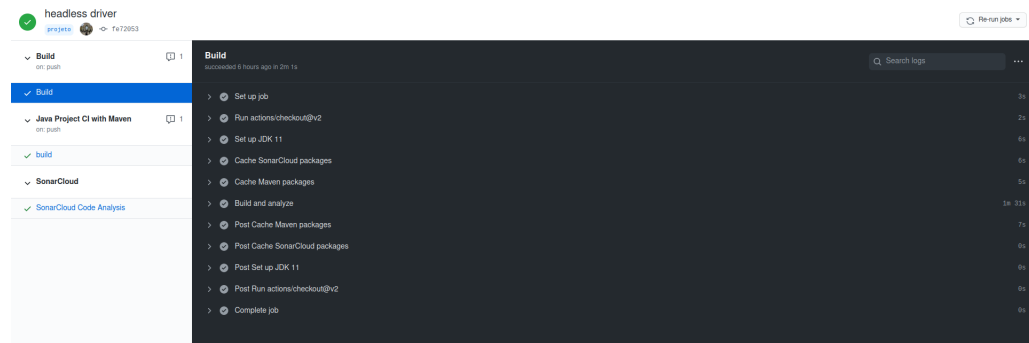 headless driver
projeto fe72053
Re-run jobs
Build 1
on: push
Build
Java Project CI with Maven 1
on: push
build
SonarCloud
SonarCloud Code Analysis
Build
succeeded 6 hours ago in 2m 1s
Search logs
Set up job 3s
Run actions/checkout@v2 2s
Set up JDK 11 6s
Cache SonarCloud packages
Cache Maven packages 5s
Build and analyze 1m 31s
Post Cache Maven packages 7s
Post Cache SonarCloud packages 0s
Post Set up JDK 11 0s
Post Run actions/checkout@v2 0s
Complete job 0s